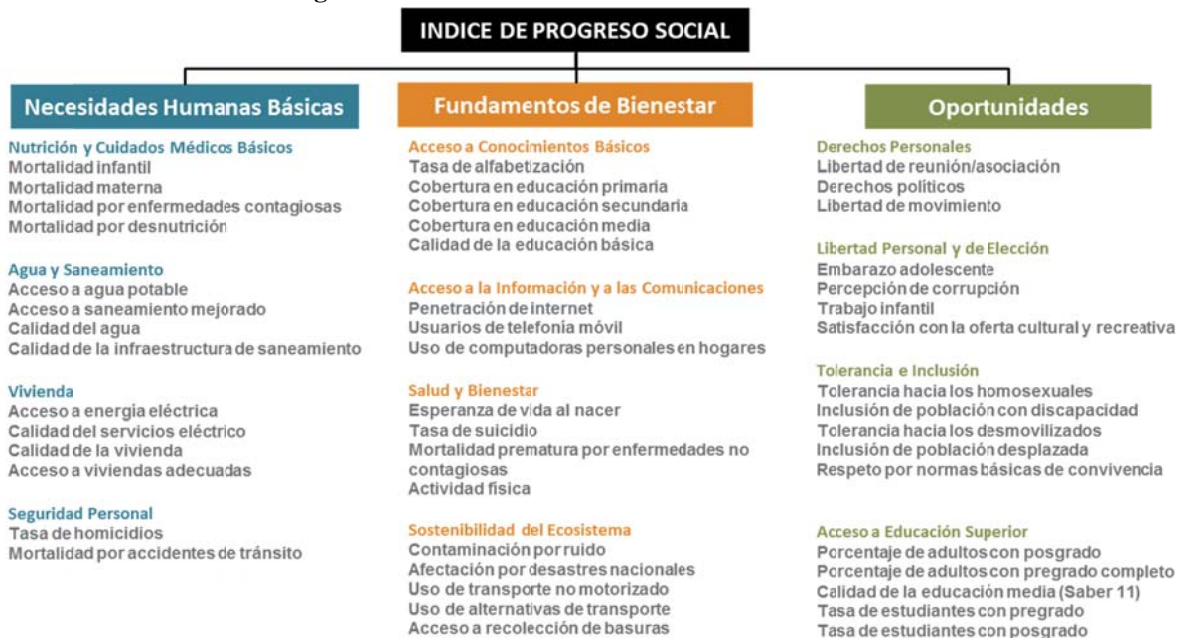 INDICE DE PROGRESO SOCIAL
Necesidades Humanas Básicas
Nutrición y Cuidados Médicos Básicos
Mortalidad infantil
Mortalidad materna
Mortalidad por enfermedades contagiosas
Mortalidad por desnutrición
Agua y Saneamiento
Acceso a agua potable
Acceso a saneamiento mejorado
Calidad del agua
Calidad de la infraestructura de saneamiento
Vivienda
Acceso a energía eléctrica
Calidad del servicios eléctrico
Calidad de la vivienda
Acceso a viviendas adecuadas
Seguridad Personal
Tasa de homicidios
Mortalidad por accidentes de tránsito
Fundamentos de Bienestar
Acceso a Conocimientos Básicos
Tasa de alfabetización
Cobertura en educación primaria
Cobertura en educación secundaria
Cobertura en educación media
Calidad de la educación básica
Acceso a la Información y a las Comunicaciones
Penetración de internet
Usuarios de telefonía móvil
Uso de computadoras personales en hogares
Salud y Bienestar
Esperanza de vida al nacer
Tasa de suicidio
Mortalidad prematura por enfermedades no
contagiosas
Actividad física
Sostenibilidad del Ecosistema
Contaminación por ruido
Afectación por desastres nacionales
Uso de transporte no motorizado
Uso de alternativas de transporte
Acceso a recolección de basuras
Oportunidades
Derechos Personales
Libertad de reunión/asociación
Derechos políticos
Libertad de movimiento
Libertad Personal y de Elección
Embarazo adolescente
Percepción de corrupción
Trabajo infantil
Satisfacción con la oferta cultural y recreativa
Tolerancia e Inclusión
Tolerancia hacia los homosexuales
Inclusión de población con discapacidad
Tolerancia hacia los desmovilizados
Inclusión de población desplazada
Respeto por normas básicas de convivencia
Acceso a Educación Superior
Porcentaje de adultos con posgrado
Porcentaje de adultos con pregrado completo
Calidad de la educación media (Saber 11)
Tasa de estudiantes con pregrado
Tasa de estudiantes con posgrado